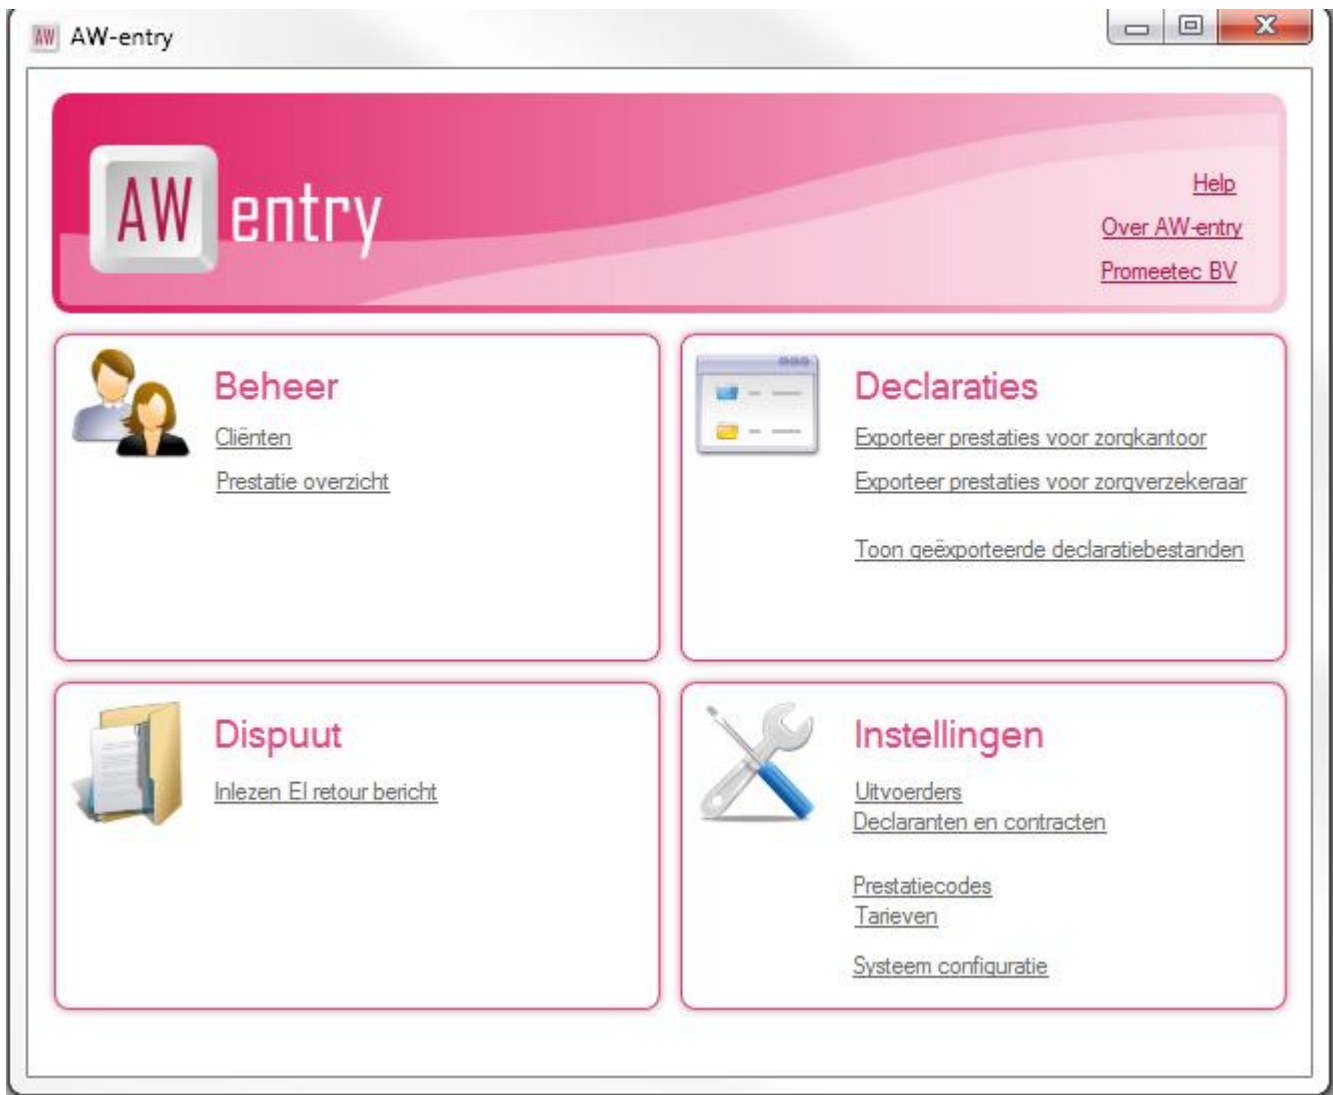 AW AW-entry
AW entry
Help
Over AW-entry
Promeetec BV
Beheer
Cliënten
Prestatie overzicht
Declaraties
Exporteer prestaties voor zorgkantoor
Exporteer prestaties voor zorgverzekeraar
Toon geëxporteerde declaratiebestanden
Dispuut
Inlezen EI retour bericht
Instellingen
Uitvoerders
Declaranten en contracten
Prestatiecodes
Tarieven
Systeem configuratie